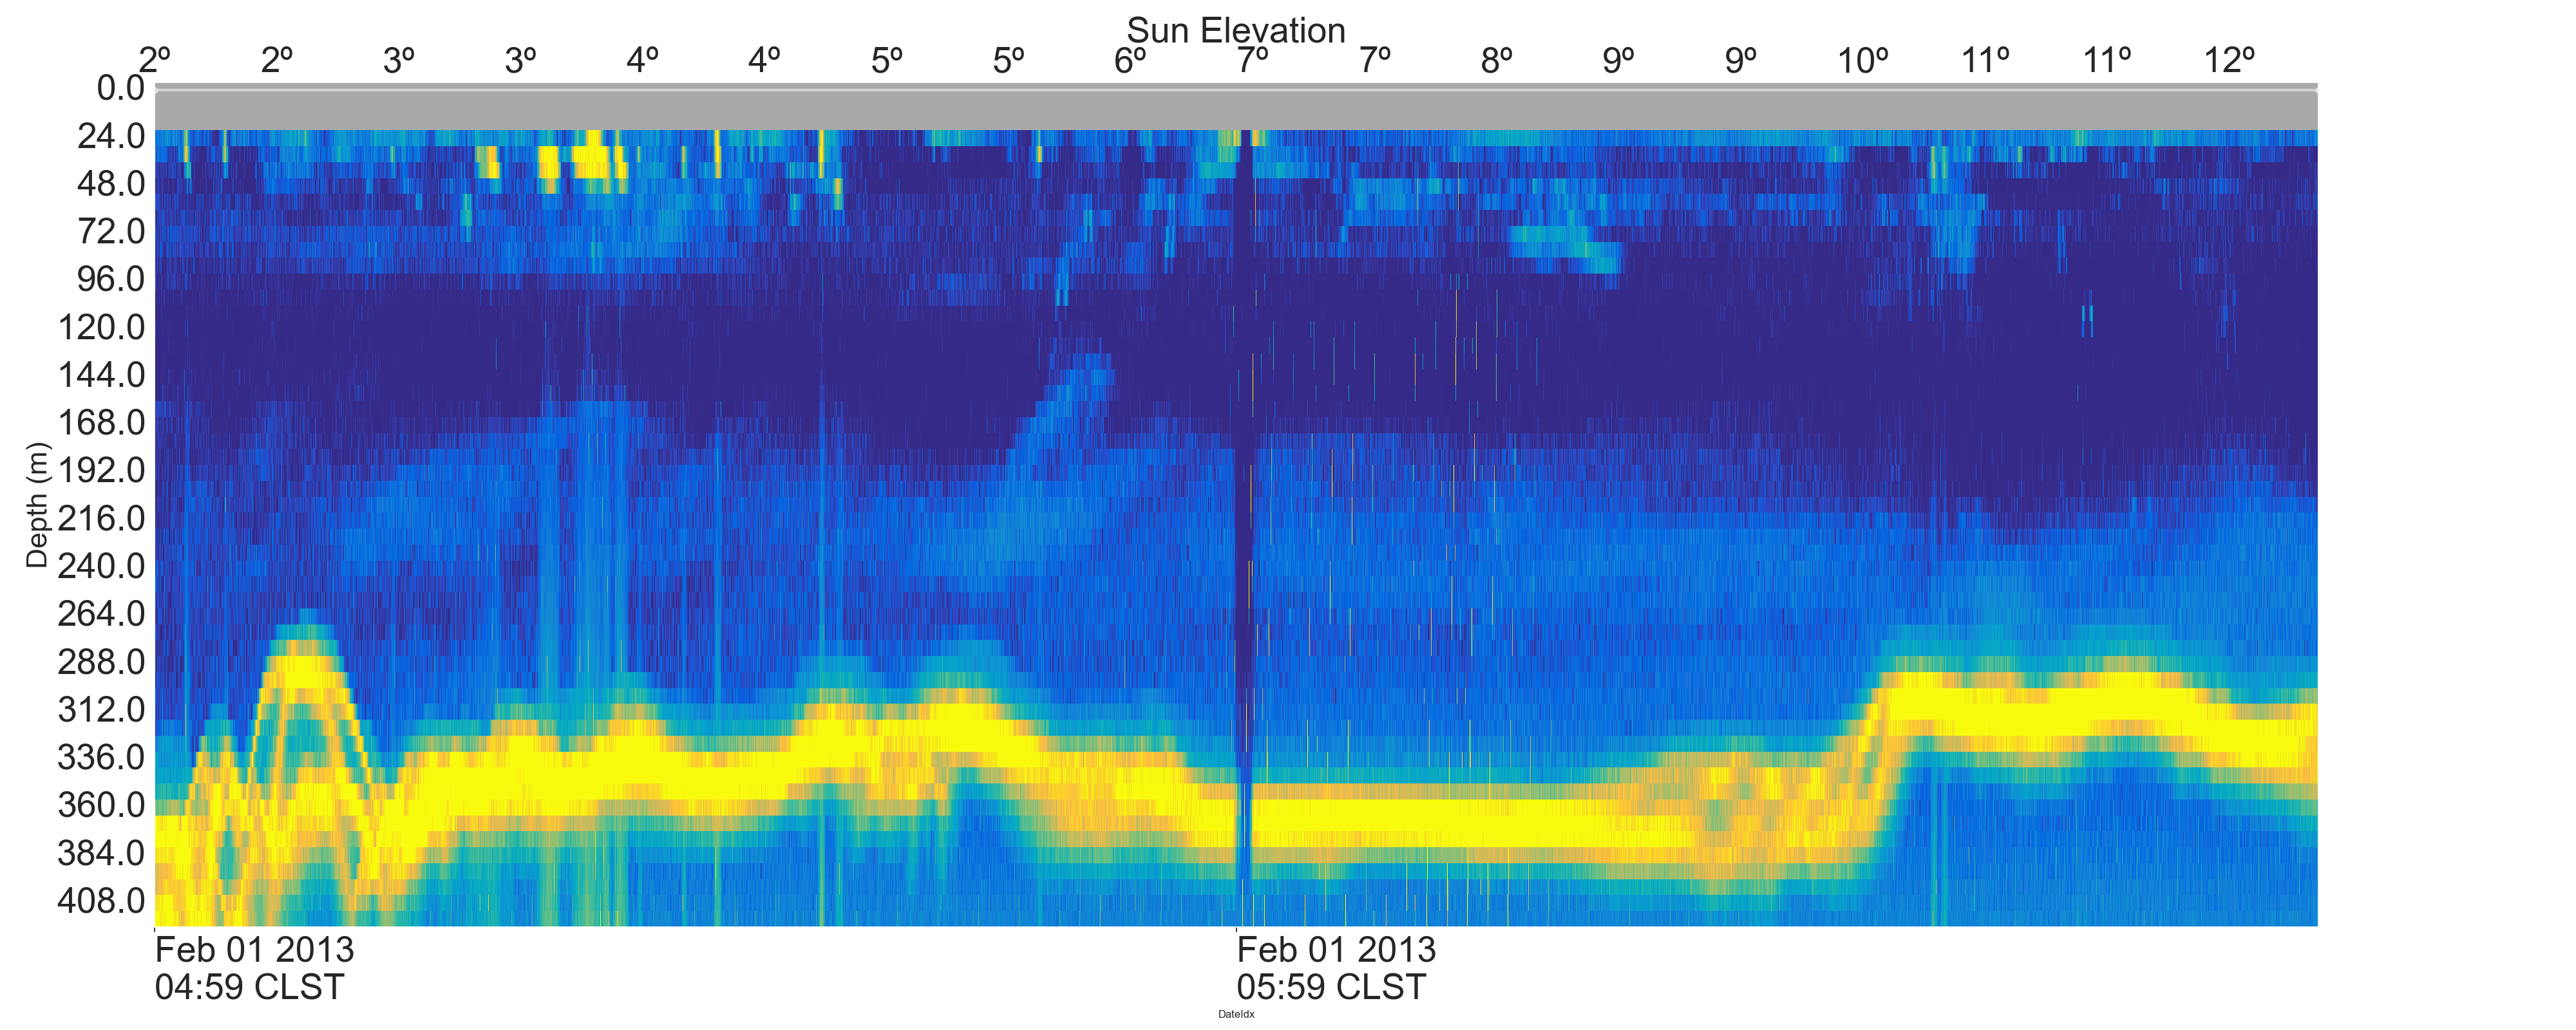 Sun Elevation
2º 2º 3º 3º 4º 4º 5º 5º 6º 7º 7º 8º 9º 9º 10º 11º 11º 12º
0.0
24.0
48.0
72.0
96.0
120.0
144.0
168.0
192.0
216.0
240.0
264.0
288.0
312.0
336.0
360.0
384.0
408.0
Depth (m)
Feb 01 2013
04:59 CLST
Feb 01 2013
05:59 CLST
DateIdx